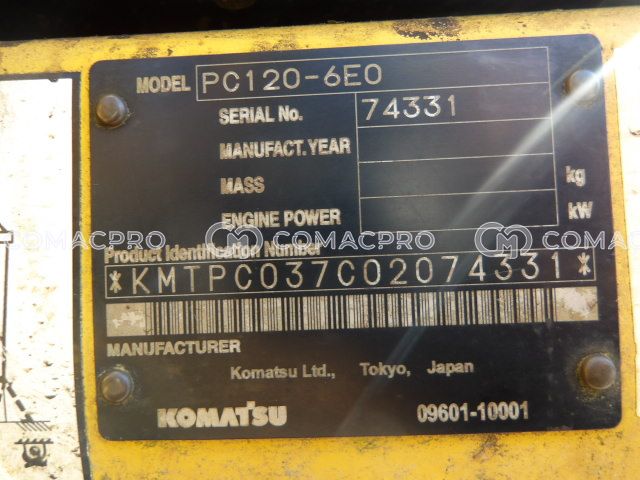 MODEL PC120-6E0
SERIAL No. 74331
MANUFACT. YEAR
MASS kg
ENGINE POWER kW
COMACPRO COMACPRO
Product Identification Number
*KMTPC037C02074331*
MANUFACTURER
Komatsu Ltd., Tokyo, Japan
KOMATSU 09601-10001